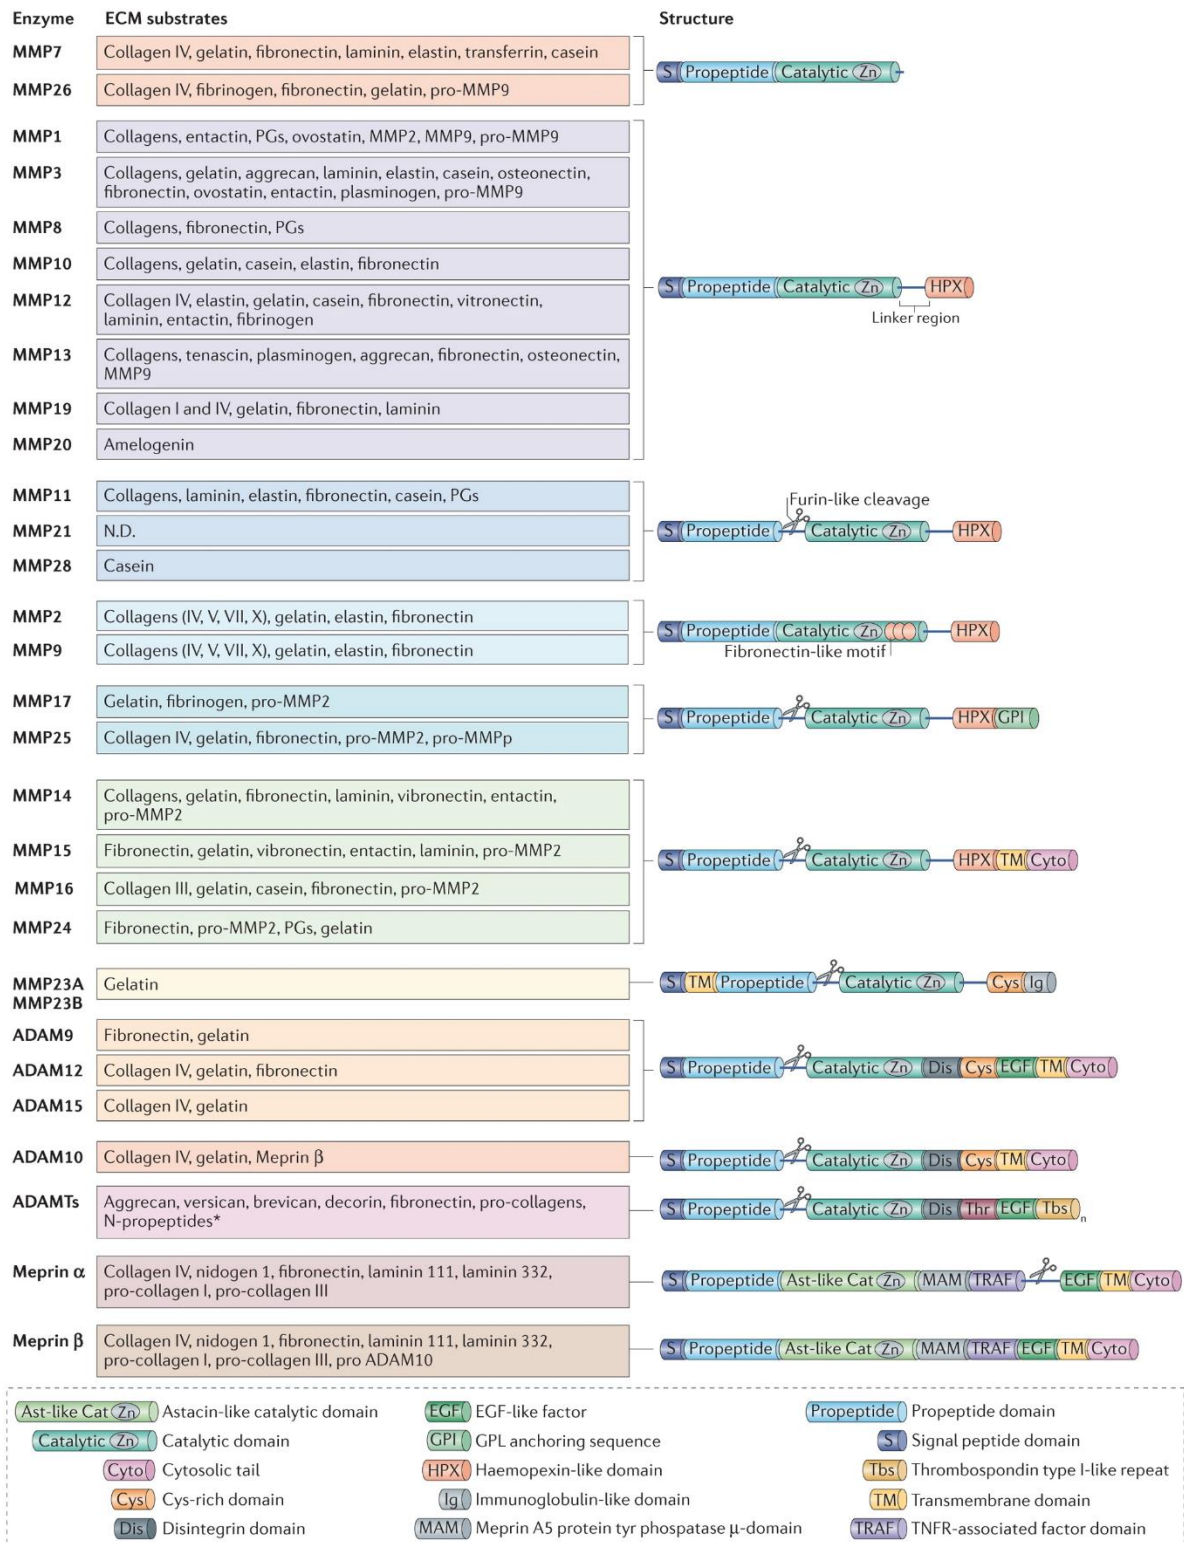 Enzyme ECM substrates Structure
MMP7 Collagen IV, gelatin, fibronectin, laminin, elastin, transferrin, casein
MMP26 Collagen IV, fibrinogen, fibronectin, gelatin, pro-MMP9
S Propeptide Catalytic Zn
MMP1 Collagens, entactin, PGs, ovostatin, MMP2, MMP9, pro-MMP9
MMP3 Collagens, gelatin, aggrecan, laminin, elastin, casein, osteonectin,
fibronectin, ovostatin, entactin, plasminogen, pro-MMP9
MMP8 Collagens, fibronectin, PGs
MMP10 Collagens, gelatin, casein, elastin, fibronectin
MMP12 Collagen IV, elastin, gelatin, casein, fibronectin, vitronectin,
laminin, entactin, fibrinogen
MMP13 Collagens, tenascin, plasminogen, aggrecan, fibronectin, osteonectin,
MMP9
MMP19 Collagen I and IV, gelatin, fibronectin, laminin
MMP20 Amelogenin
S Propeptide Catalytic Zn HPX
Linker region
MMP11 Collagens, laminin, elastin, fibronectin, casein, PGs
MMP21 N.D.
MMP28 Casein
Furin-like cleavage
S Propeptide Catalytic Zn HPX
MMP2 Collagens (IV, V, VII, X), gelatin, elastin, fibronectin
MMP9 Collagens (IV, V, VII, X), gelatin, elastin, fibronectin
S Propeptide Catalytic Zn HPX
Fibronectin-like motif
MMP17 Gelatin, fibrinogen, pro-MMP2
MMP25 Collagen IV, gelatin, fibronectin, pro-MMP2, pro-MMPp
S Propeptide Catalytic Zn HPX GPI
MMP14 Collagens, gelatin, fibronectin, laminin, vibronectin, entactin,
pro-MMP2
MMP15 Fibronectin, gelatin, vibronectin, entactin, laminin, pro-MMP2
MMP16 Collagen III, gelatin, casein, fibronectin, pro-MMP2
MMP24 Fibronectin, pro-MMP2, PGs, gelatin
S Propeptide Catalytic Zn HPX TM Cyto
MMP23A Gelatin
MMP23B
S TM Propeptide Catalytic Zn Cys Ig
ADAM9 Fibronectin, gelatin
ADAM12 Collagen IV, gelatin, fibronectin
ADAM15 Collagen IV, gelatin
S Propeptide Catalytic Zn Dis Cys EGF TM Cyto
ADAM10 Collagen IV, gelatin, Meprin β
S Propeptide Catalytic Zn Dis Cys TM Cyto
ADAMTs Aggrecan, versican, brevican, decorin, fibronectin, pro-collagens,
N-propeptides*
S Propeptide Catalytic Zn Dis Thr EGF Tbs n
Meprin α Collagen IV, nidogen 1, fibronectin, laminin 111, laminin 332,
pro-collagen I, pro-collagen III
S Propeptide Ast-like Cat Zn MAM TRAF EGF TM Cyto
Meprin β Collagen IV, nidogen 1, fibronectin, laminin 111, laminin 332,
pro-collagen I, pro-collagen III, pro ADAM10
S Propeptide Ast-like Cat Zn MAM TRAF EGF TM Cyto
Ast-like Cat Zn Astacin-like catalytic domain
Catalytic Zn Catalytic domain
Cyto Cytosolic tail
Cys Cys-rich domain
Dis Disintegrin domain
EGF EGF-like factor
GPI GPL anchoring sequence
HPX Haemopexin-like domain
Ig Immunoglobulin-like domain
MAM Meprin A5 protein tyr phospatase μ-domain
Propeptide Propeptide domain
S Signal peptide domain
Tbs Thrombospondin type I-like repeat
TM Transmembrane domain
TRAF TNFR-associated factor domain